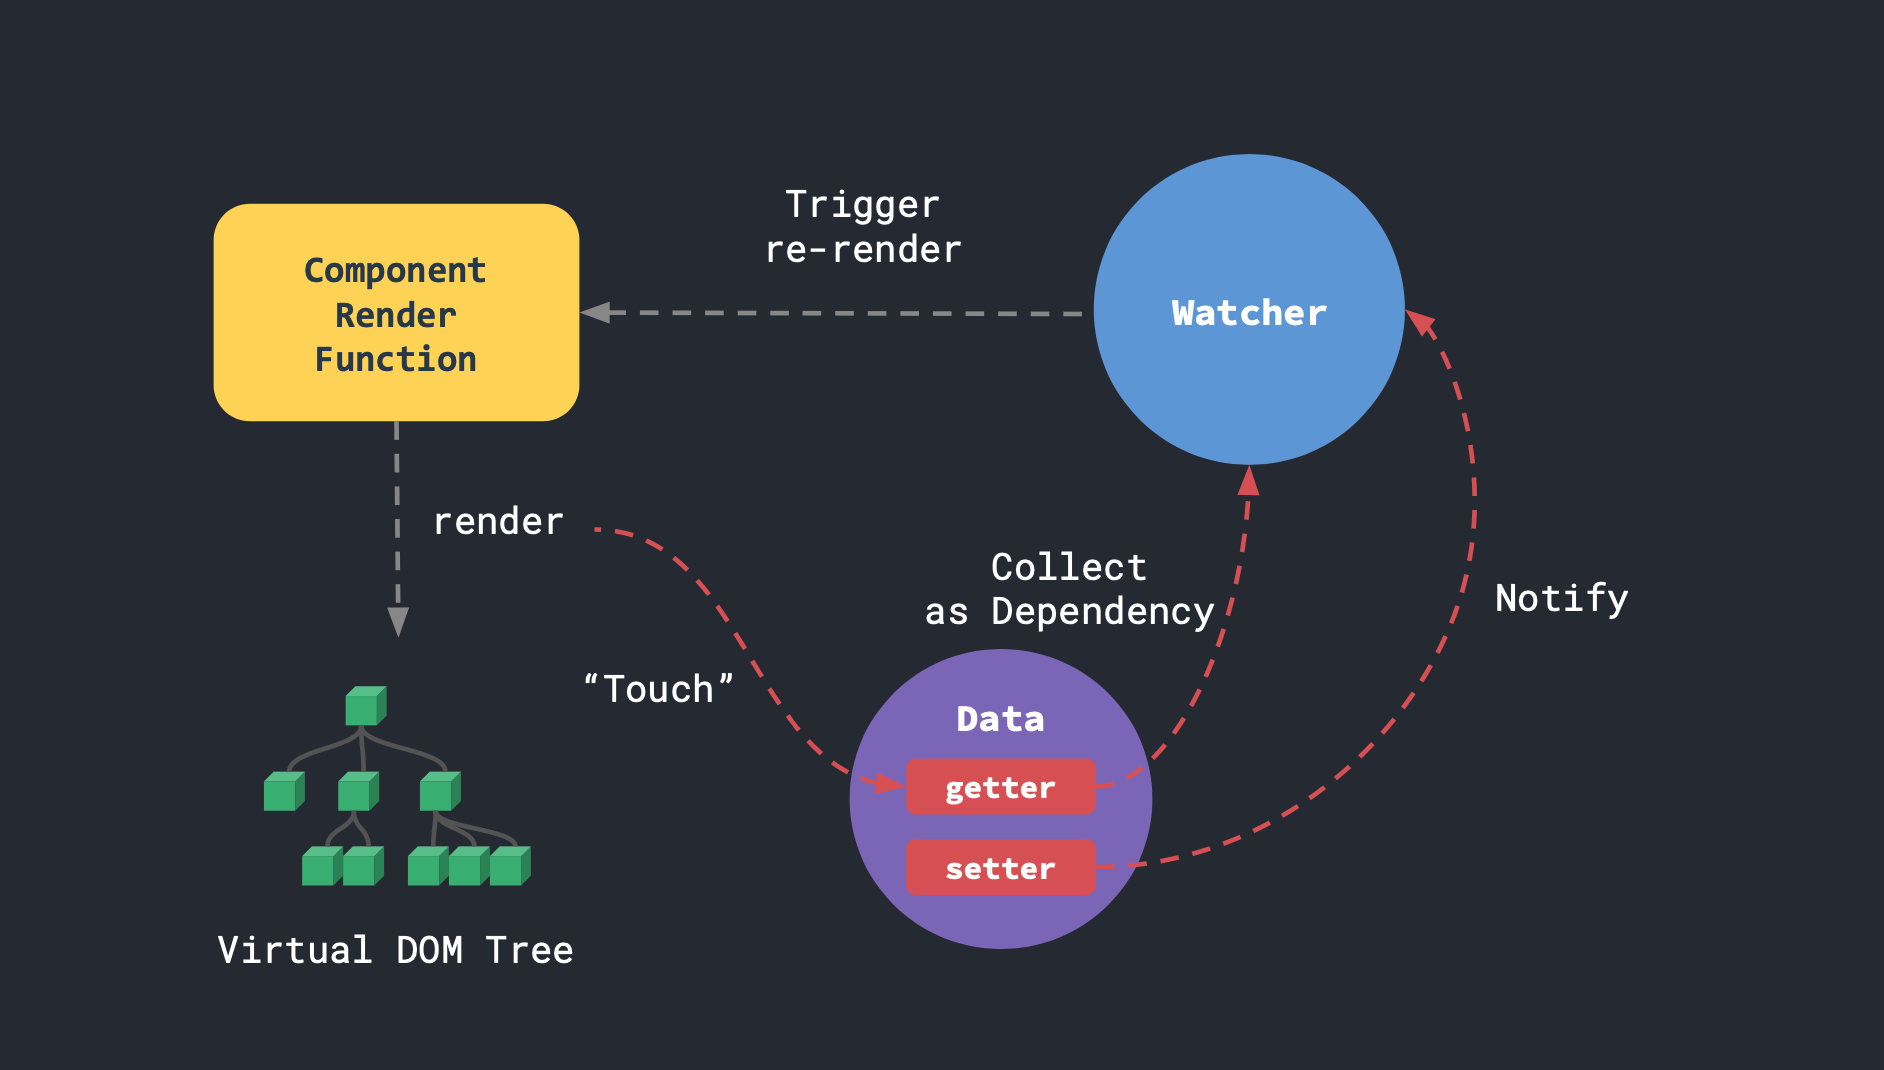 Trigger
re-render
Component
Render
Function
Watcher
render
Collect
as Dependency
Notify
“Touch”
Data
getter
setter
Virtual DOM Tree